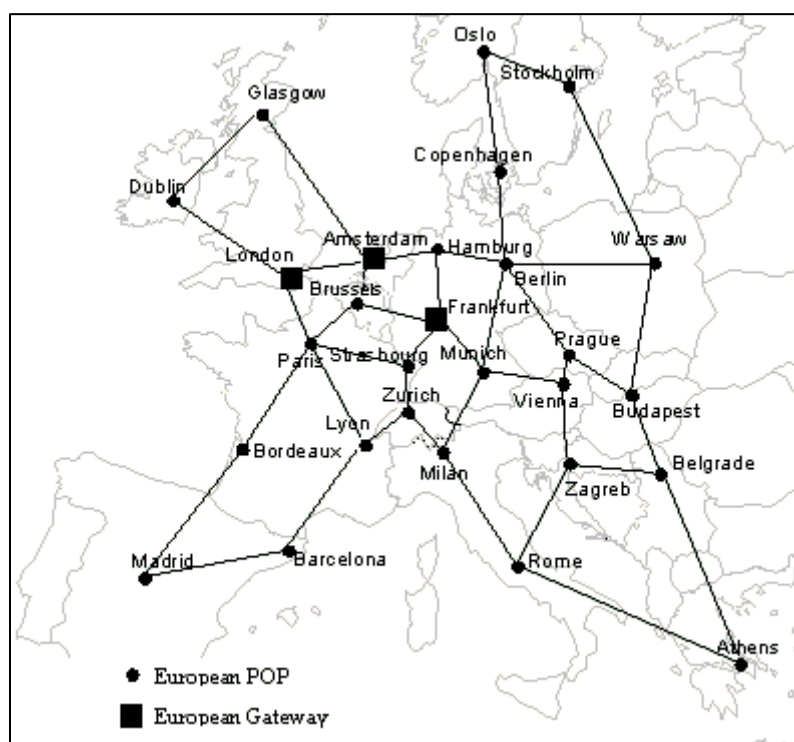 Oslo
Stockholm
Glasgow
Copenhagen
Dublin
Amsterdam
Hamburg
Warsaw
London
Berlin
Brussels
Frankfurt
Prague
Paris
Strasbourg
Munich
Vienna
Budapest
Zurich
Lyon
Bordeaux
Milan
Zagreb
Belgrade
Madrid
Barcelona
Rome
Athens
European POP
European Gateway